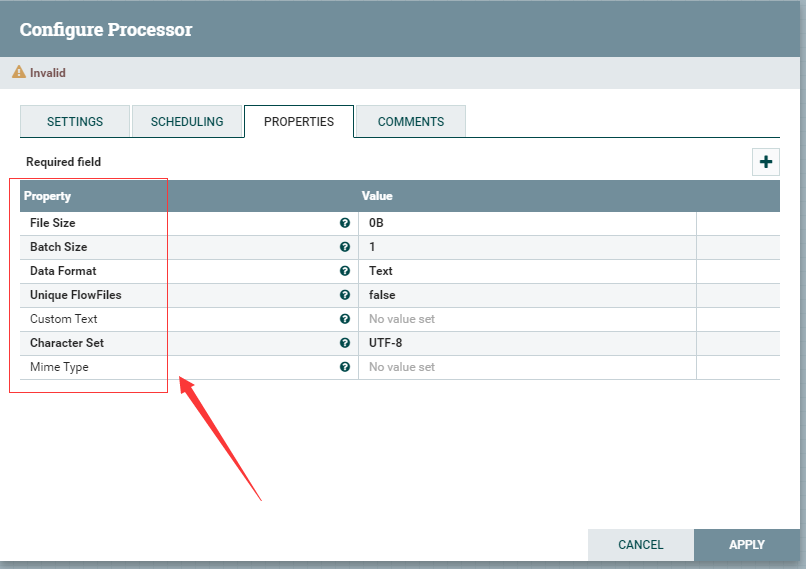 Configure Processor
Invalid
SETTINGS SCHEDULING PROPERTIES COMMENTS
Required field
Property Value
File Size 0B
Batch Size 1
Data Format Text
Unique FlowFiles false
Custom Text No value set
Character Set UTF-8
Mime Type No value set
CANCEL APPLY